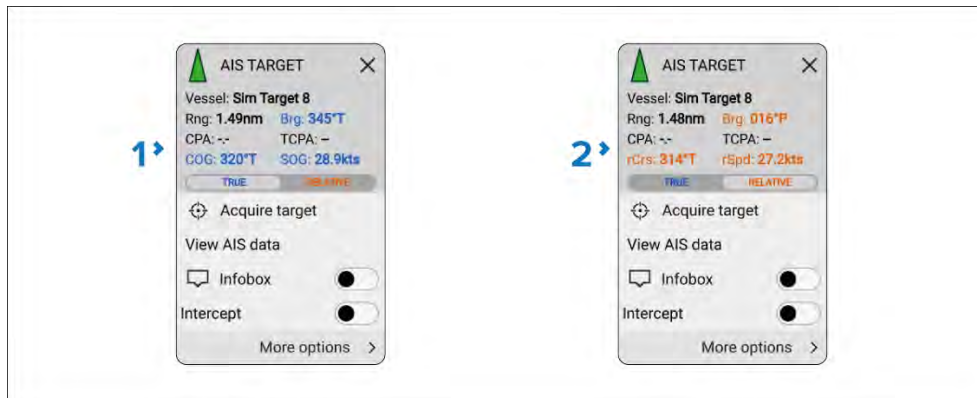 1
AIS TARGET
Vessel: Sim Target 8
Rng: 1.49nm Brg: 345°T
CPA: -.- TCPA: –
COG: 320°T SOG: 28.9kts
TRUE RELATIVE
Acquire target
View AIS data
Infobox
Intercept
More options
2
AIS TARGET
Vessel: Sim Target 8
Rng: 1.48nm Brg: 016°P
CPA: -.- TCPA: –
rCrs: 314°T rSpd: 27.2kts
TRUE RELATIVE
Acquire target
View AIS data
Infobox
Intercept
More options